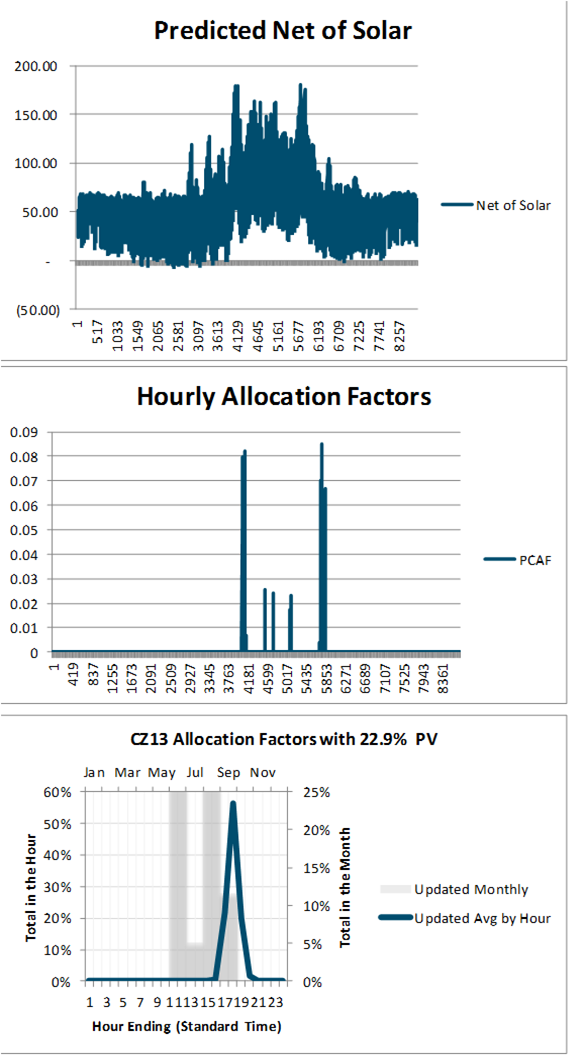 Predicted Net of Solar
200.00
150.00
100.00
50.00
-
(50.00)
Net of Solar
1 517 1033 1549 2065 2581 3097 3613 4129 4645 5161 5677 6193 6709 7225 7741 8257
Hourly Allocation Factors
0.09
0.08
0.07
0.06
0.05
0.04
0.03
0.02
0.01
0
PCAF
1 419 837 1255 1673 2091 2509 2927 3345 3763 4181 4599 5017 5435 5853 6271 6689 7107 7525 7943 8361
CZ13 Allocation Factors with 22.9% PV
Jan Mar May Jul Sep Nov
60% 25%
50% 20%
40% 15%
30% 10%
20% 5%
10% 0%
0%
Total in the Hour
Total in the Month
Updated Monthly
Updated Avg by Hour
1 3 5 7 9 11 13 15 17 19 21 23
Hour Ending (Standard Time)